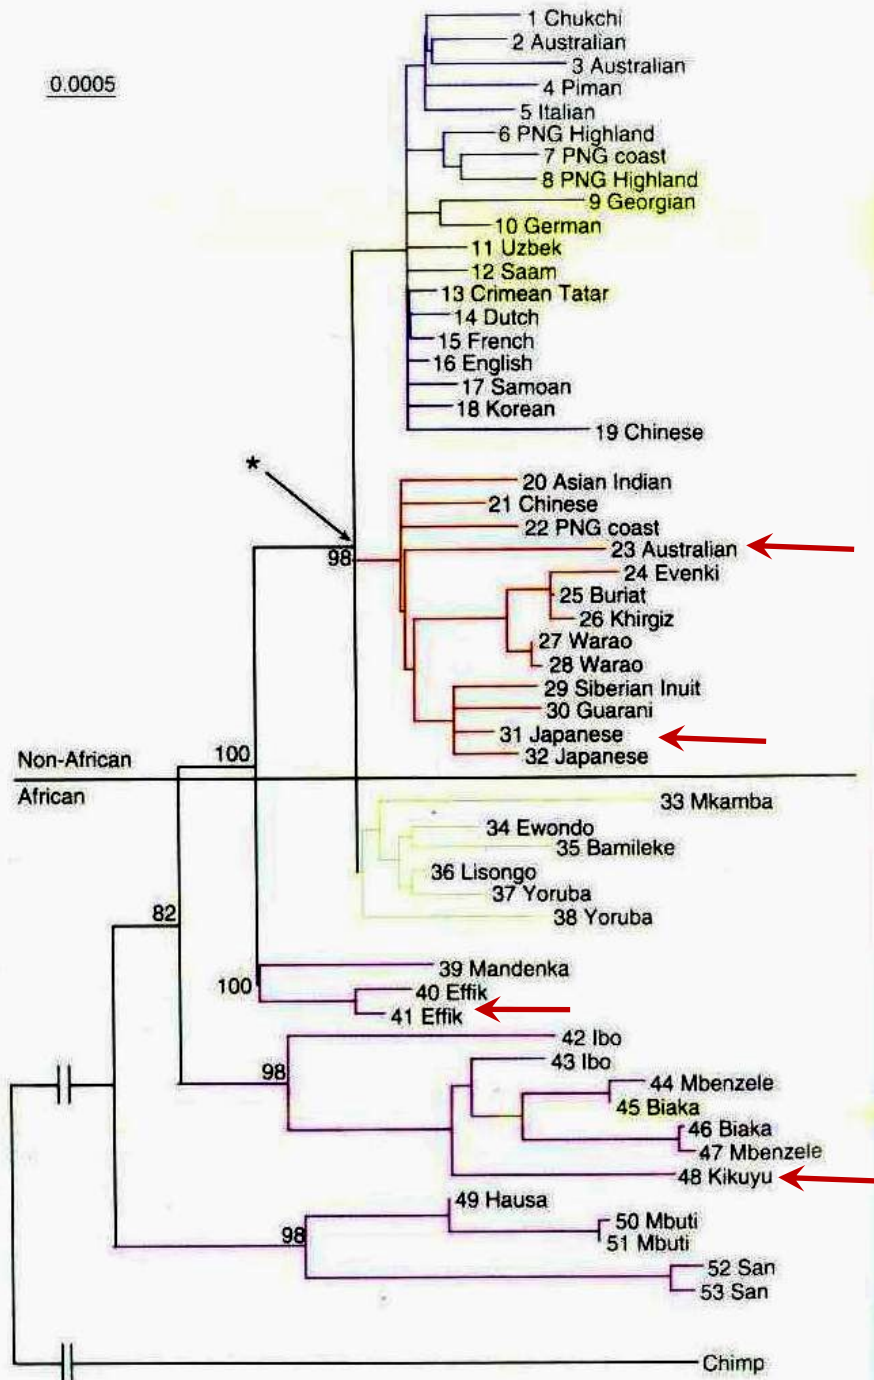 1 Chukchi
0.0005
2 Australian
3 Australian
4 Piman
5 Italian
6 PNG Highland
7 PNG coast
8 PNG Highland
9 Georgian
10 German
11 Uzbek
12 Saam
13 Crimean Tatar
14 Dutch
15 French
16 English
17 Samoan
18 Korean
19 Chinese
*
20 Asian Indian
21 Chinese
22 PNG coast
23 Australian
98
24 Evenki
25 Buriat
26 Khirgiz
27 Warao
28 Warao
29 Siberian Inuit
30 Guarani
31 Japanese
32 Japanese
100
Non-African
African
33 Mkamba
34 Ewondo
35 Bamileke
36 Lisongo
37 Yoruba
38 Yoruba
82
39 Mandenka
100
40 Effik
41 Effik
42 Ibo
43 Ibo
98
44 Mbenzele
45 Biaka
46 Biaka
47 Mbenzele
48 Kikuyu
49 Hausa
50 Mbuti
98
51 Mbuti
52 San
53 San
Chimp